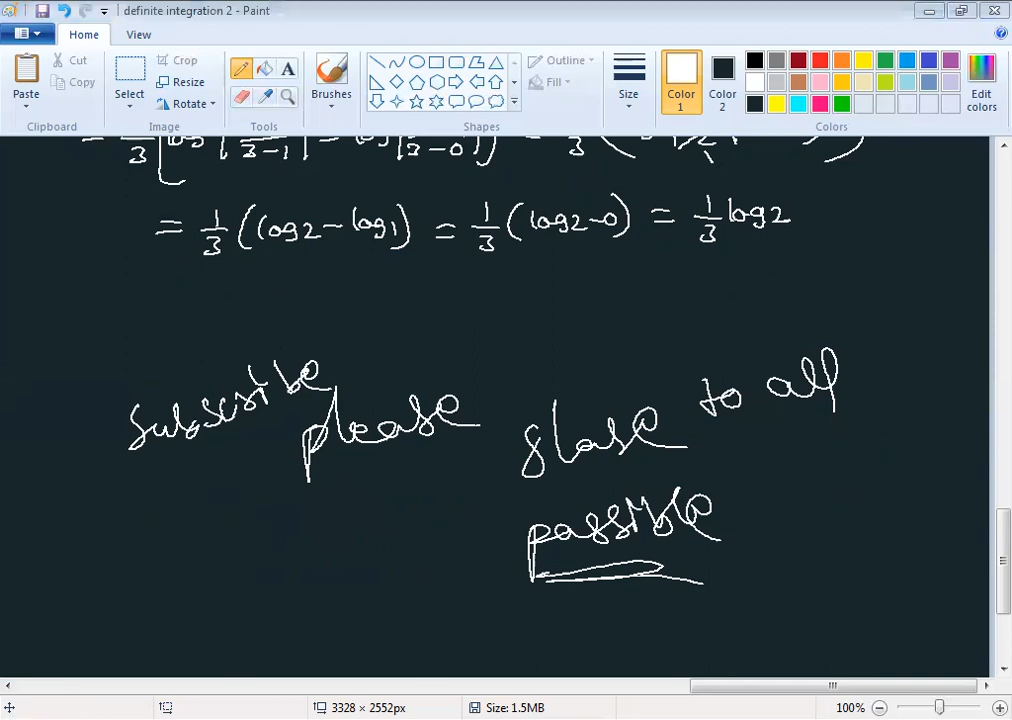 definite integration 2 - Paint
Home View
Paste
Cut
Copy
Clipboard
Select
Crop
Resize
Rotate
Image
A
Tools
Brushes
Shapes
Outline
Fill
Size
Color 1
Color 2
Edit colors
Colors
= 1/3 (log2 - log1) = 1/3 (log2-0) = 1/3 log2
subscribe please share to all
passible
3328 × 2552px
Size: 1.5MB
100%